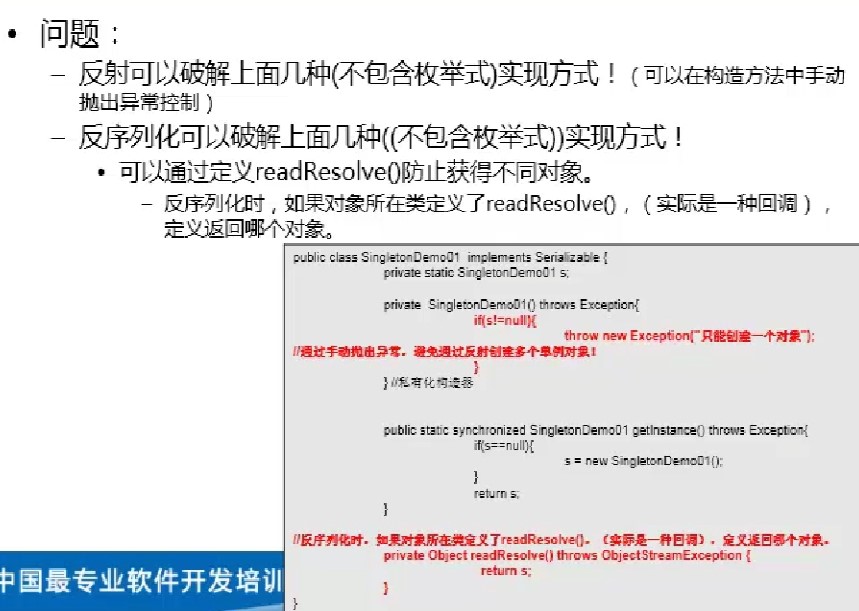 • 问题：
– 反射可以破解上面几种(不包含枚举式)实现方式！（可以在构造方法中手动
抛出异常控制）
– 反序列化可以破解上面几种((不包含枚举式))实现方式！
• 可以通过定义readResolve()防止获得不同对象。
– 反序列化时，如果对象所在类定义了readResolve()，（实际是一种回调），
定义返回哪个对象。
public class SingletonDemo01  implements Serializable {
private static SingletonDemo01 s;
private  SingletonDemo01() throws Exception{
if(s!=null){
throw new Exception("只能创建一个对象");
//通过手动抛出异常，避免通过反射创建多个单例对象！
}
} //私有化构造器
public static synchronized SingletonDemo01 getInstance() throws Exception{
if(s==null){
s = new SingletonDemo01();
}
return s;
}
//反序列化时，如果对象所在类定义了readResolve()，（实际是一种回调），定义返回哪个对象。
private Object readResolve() throws ObjectStreamException {
return s;
}
}
中国最专业软件开发培训